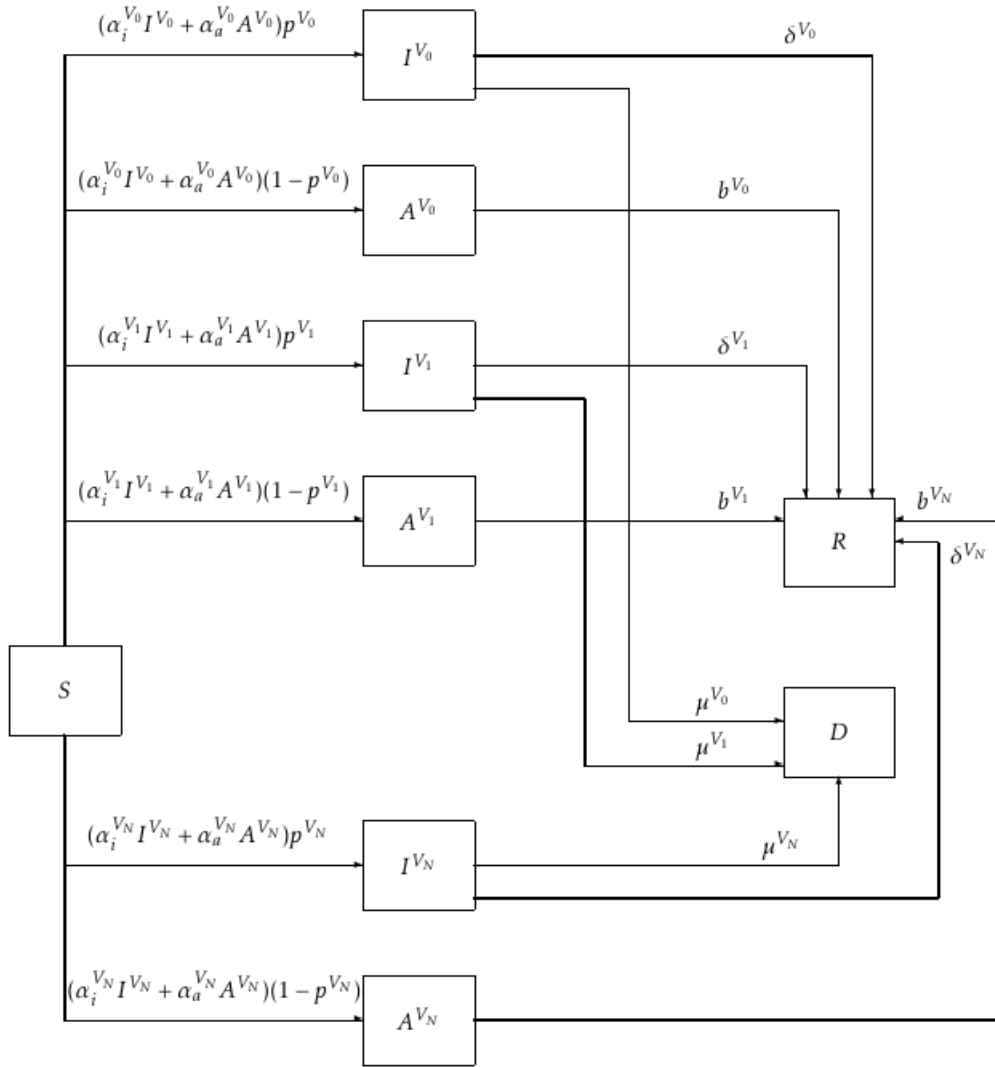 (α_i^{V_0} I^{V_0} + α_a^{V_0} A^{V_0})p^{V_0}
I^{V_0}
δ^{V_0}
(α_i^{V_0} I^{V_0} + α_a^{V_0} A^{V_0})(1 − p^{V_0})
A^{V_0}
b^{V_0}
(α_i^{V_1} I^{V_1} + α_a^{V_1} A^{V_1})p^{V_1}
I^{V_1}
δ^{V_1}
(α_i^{V_1} I^{V_1} + α_a^{V_1} A^{V_1})(1 − p^{V_1})
A^{V_1}
b^{V_1}
R
b^{V_N}
δ^{V_N}
S
μ^{V_0}
D
μ^{V_1}
(α_i^{V_N} I^{V_N} + α_a^{V_N} A^{V_N})p^{V_N}
I^{V_N}
μ^{V_N}
(α_i^{V_N} I^{V_N} + α_a^{V_N} A^{V_N})(1 − p^{V_N})
A^{V_N}